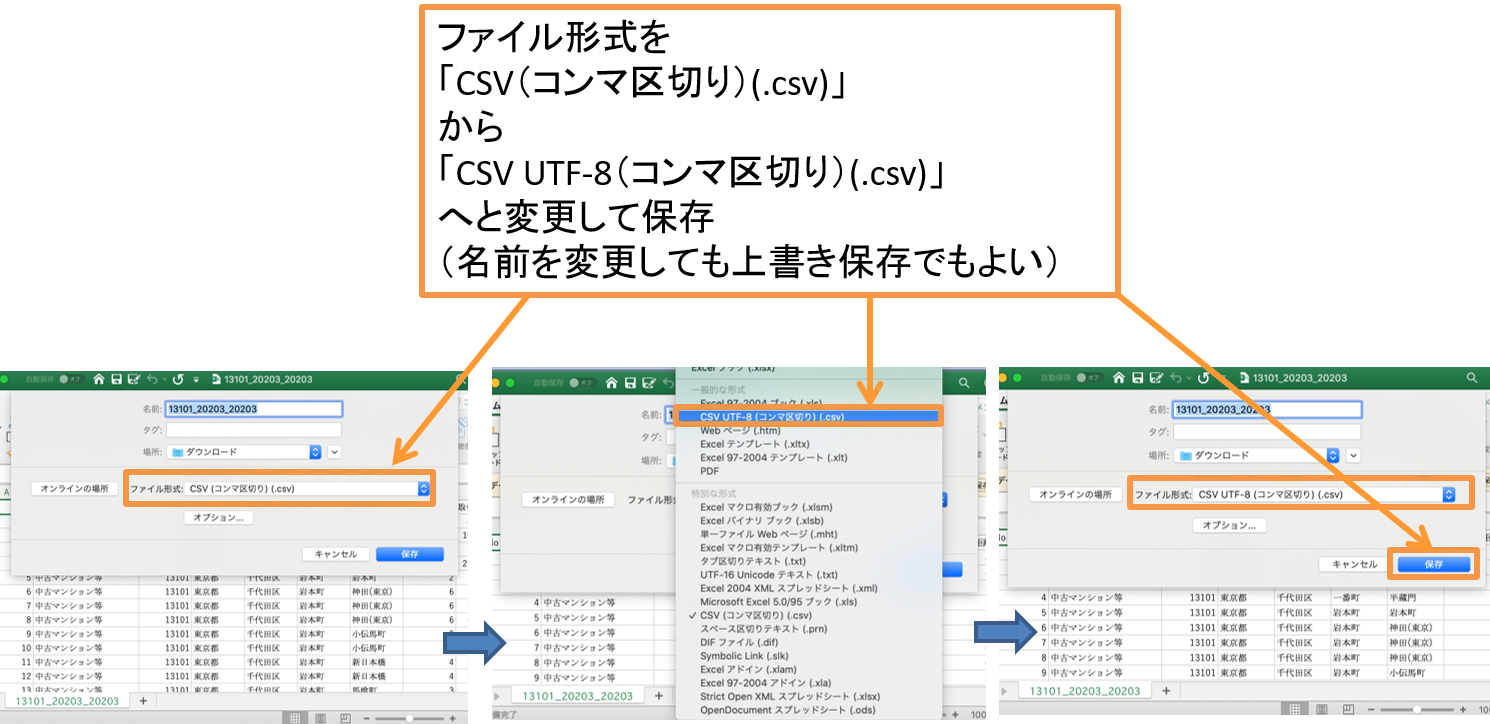 ファイル形式を
「CSV（コンマ区切り）(.csv)」
から
「CSV UTF-8（コンマ区切り）(.csv)」
へと変更して保存
（名前を変更しても上書き保存でもよい）
自動保存 オフ 13101_20203_20203
名前: 13101_20203_20203
タグ:
場所: ダウンロード
オンラインの場所 ファイル形式: CSV (コンマ区切り) (.csv)
オプション...
キャンセル 保存
5 中古マンション等 13101 東京都 千代田区 岩本町 岩本町 2
6 中古マンション等 13101 東京都 千代田区 岩本町 神田(東京) 6
7 中古マンション等 13101 東京都 千代田区 岩本町 神田(東京) 6
8 中古マンション等 13101 東京都 千代田区 岩本町 神田(東京) 6
9 中古マンション等 13101 東京都 千代田区 岩本町 小伝馬町
10 中古マンション等 13101 東京都 千代田区 岩本町 小伝馬町
11 中古マンション等 13101 東京都 千代田区 岩本町 新日本橋 4
12 中古マンション等 13101 東京都 千代田区 岩本町 新日本橋 4
13 中古マンション等 13101 東京都 千代田区 岩本町 馬喰町 3
13101_20203_20203 +
自動保存 オフ
名前:
タグ:
場所:
オンラインの場所 ファイル形
Excel ブック (.xlsx)
一般的な形式
Excel 97-2004 ブック (.xls)
CSV UTF-8 (コンマ区切り) (.csv)
Web ページ (.htm)
Excel テンプレート (.xltx)
Excel 97-2004 テンプレート (.xlt)
PDF
特別な形式
Excel マクロ有効ブック (.xlsm)
Excel バイナリ ブック (.xlsb)
単一ファイル Web ページ (.mht)
Excel マクロ有効テンプレート (.xltm)
タブ区切りテキスト (.txt)
UTF-16 Unicode テキスト (.txt)
Excel 2004 XML スプレッドシート (.xml)
Microsoft Excel 5.0/95 ブック (.xls)
✓ CSV (コンマ区切り) (.csv)
スペース区切りテキスト (.prn)
DIF ファイル (.dif)
Symbolic Link (.slk)
Excel アドイン (.xlam)
Excel 97-2004 アドイン (.xla)
Strict Open XML スプレッドシート (.xlsx)
OpenDocument スプレッドシート (.ods)
4 中古マンション等
5 中古マンション等
6 中古マンション等
7 中古マンション等
8 中古マンション等
9 中古マンション等
13101_20203_20203 +
備完了
+ 100
自動保存 オフ 13101_20203_20203
名前: 13101_20203_20203
タグ:
場所: ダウンロード
オンラインの場所 ファイル形式: CSV UTF-8 (コンマ区切り) (.csv)
オプション...
キャンセル 保存
4 中古マンション等 13101 東京都 千代田区 一番町 半蔵門
5 中古マンション等 13101 東京都 千代田区 岩本町 岩本町
6 中古マンション等 13101 東京都 千代田区 岩本町 神田(東京)
7 中古マンション等 13101 東京都 千代田区 岩本町 神田(東京)
8 中古マンション等 13101 東京都 千代田区 岩本町 神田(東京)
9 中古マンション等 13101 東京都 千代田区 岩本町 小伝馬町
13101_20203_20203 +